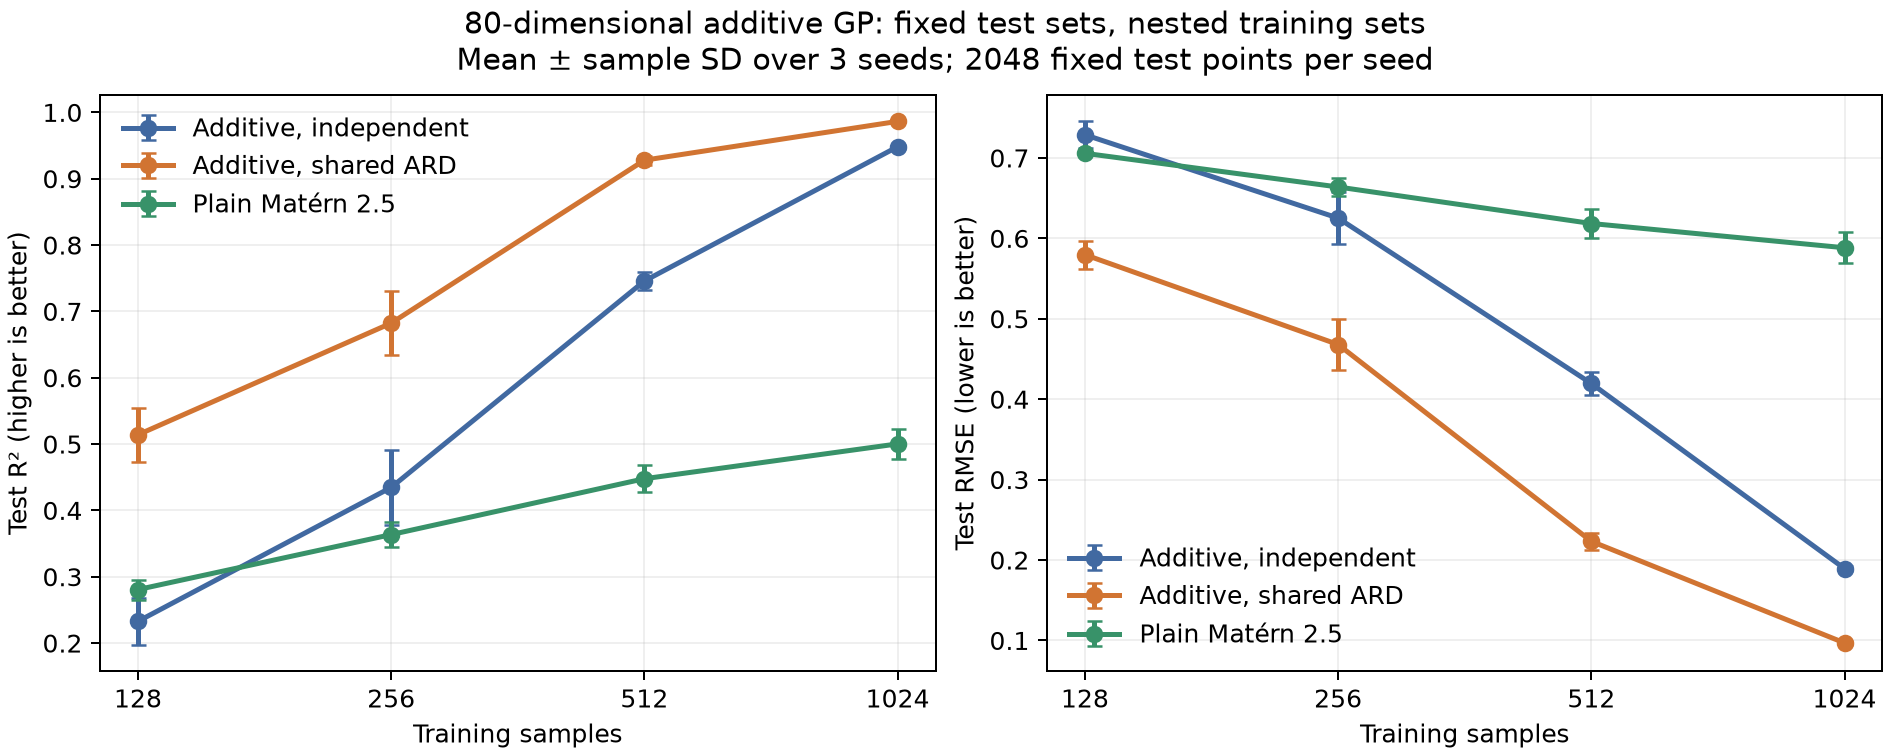 80-dimensional additive GP: fixed test sets, nested training sets
Mean ± sample SD over 3 seeds; 2048 fixed test points per seed
Test R² (higher is better)
1.0
0.9
0.8
0.7
0.6
0.5
0.4
0.3
0.2
Additive, independent
Additive, shared ARD
Plain Matérn 2.5
128
256
512
1024
Training samples
Test RMSE (lower is better)
0.7
0.6
0.5
0.4
0.3
0.2
0.1
Additive, independent
Additive, shared ARD
Plain Matérn 2.5
128
256
512
1024
Training samples